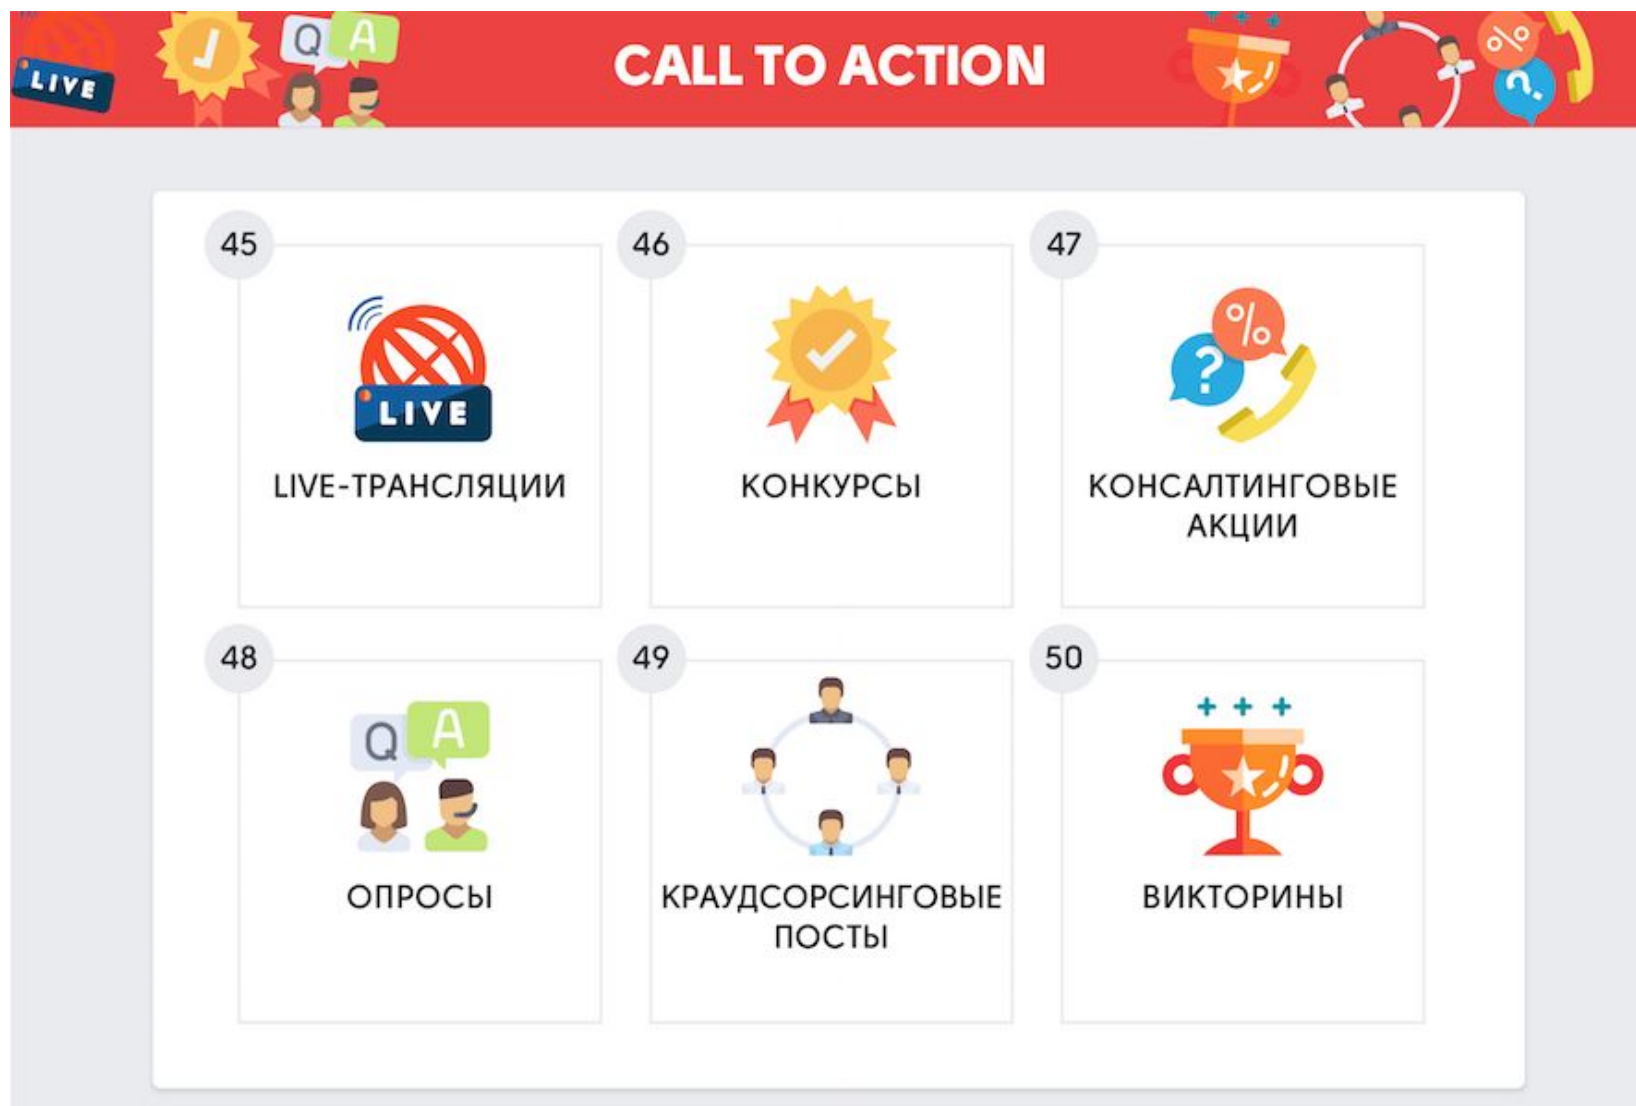 LIVE
Q A
CALL TO ACTION
%
?
45
46
47
LIVE
%
?
LIVE-ТРАНСЛЯЦИИ
КОНКУРСЫ
КОНСАЛТИНГОВЫЕ
АКЦИИ
48
49
50
Q A
ОПРОСЫ
КРАУДСОРСИНГОВЫЕ
ПОСТЫ
ВИКТОРИНЫ